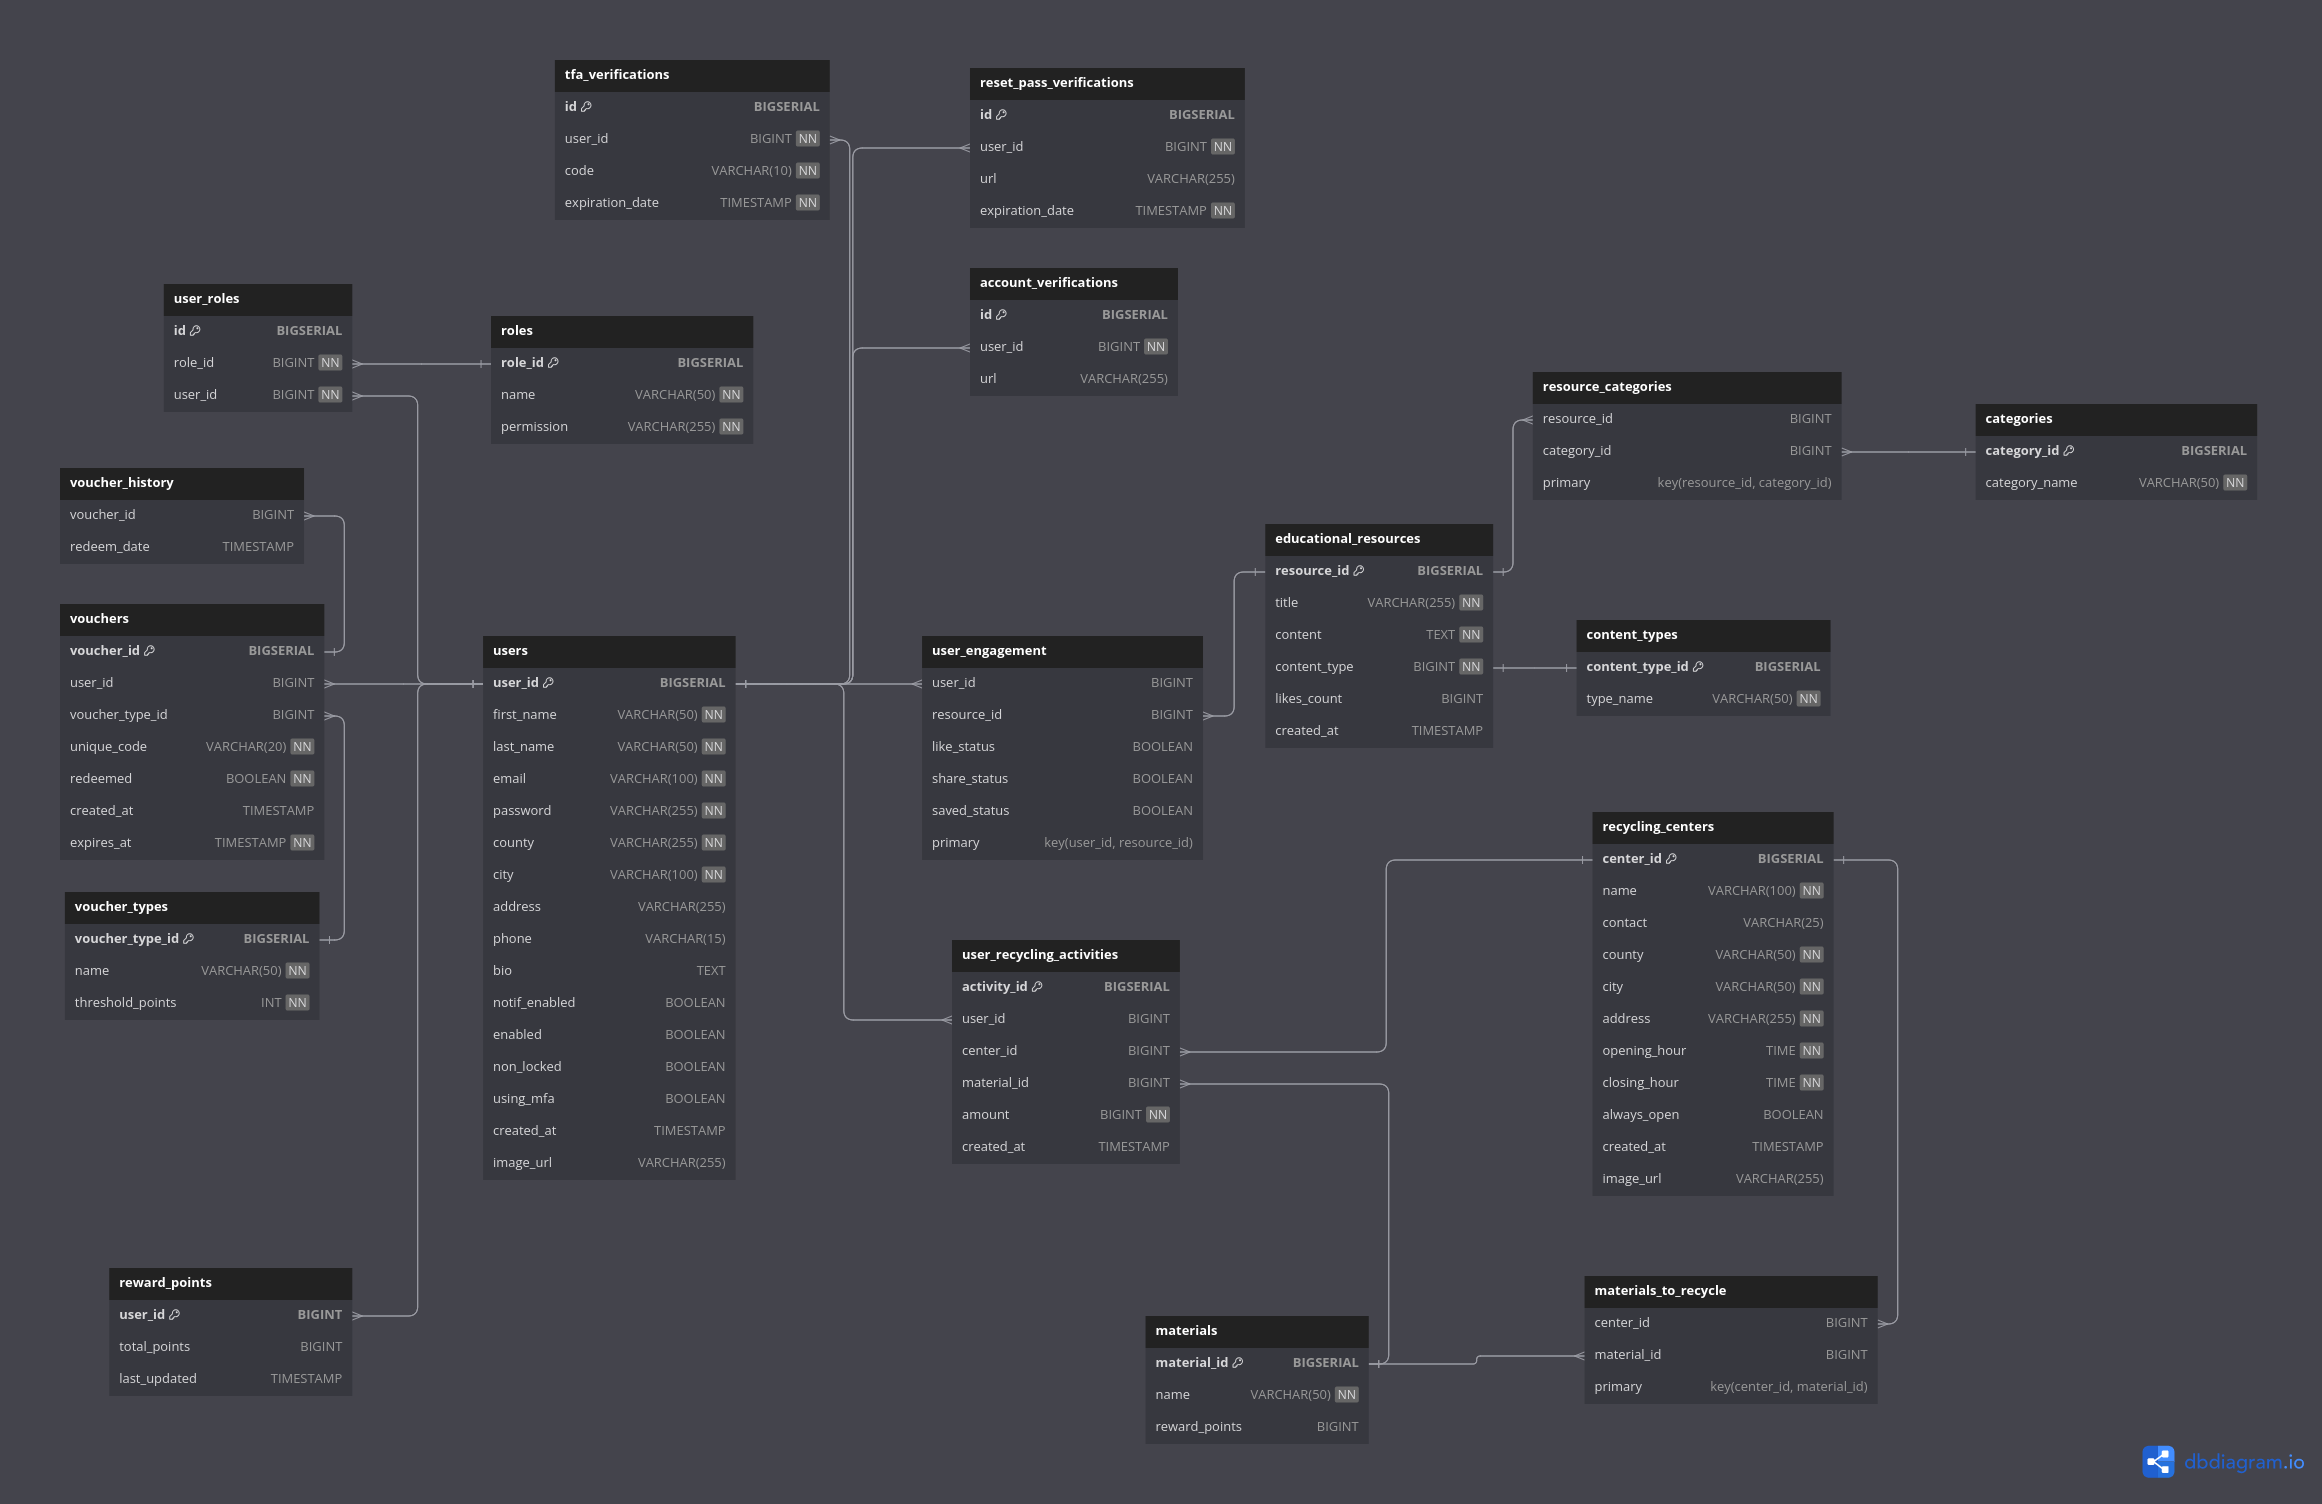 tfa_verifications
id BIGSERIAL
user_id BIGINT NN
code VARCHAR(10) NN
expiration_date TIMESTAMP NN
reset_pass_verifications
id BIGSERIAL
user_id BIGINT NN
url VARCHAR(255)
expiration_date TIMESTAMP NN
user_roles
id BIGSERIAL
role_id BIGINT NN
user_id BIGINT NN
roles
role_id BIGSERIAL
name VARCHAR(50) NN
permission VARCHAR(255) NN
account_verifications
id BIGSERIAL
user_id BIGINT NN
url VARCHAR(255)
resource_categories
resource_id BIGINT
category_id BIGINT
primary key(resource_id, category_id)
categories
category_id BIGSERIAL
category_name VARCHAR(50) NN
voucher_history
voucher_id BIGINT
redeem_date TIMESTAMP
vouchers
voucher_id BIGSERIAL
user_id BIGINT
voucher_type_id BIGINT
unique_code VARCHAR(20) NN
redeemed BOOLEAN NN
created_at TIMESTAMP
expires_at TIMESTAMP NN
voucher_types
voucher_type_id BIGSERIAL
name VARCHAR(50) NN
threshold_points INT NN
users
user_id BIGSERIAL
first_name VARCHAR(50) NN
last_name VARCHAR(50) NN
email VARCHAR(100) NN
password VARCHAR(255) NN
county VARCHAR(255) NN
city VARCHAR(100) NN
address VARCHAR(255)
phone VARCHAR(15)
bio TEXT
notif_enabled BOOLEAN
enabled BOOLEAN
non_locked BOOLEAN
using_mfa BOOLEAN
created_at TIMESTAMP
image_url VARCHAR(255)
user_engagement
user_id BIGINT
resource_id BIGINT
like_status BOOLEAN
share_status BOOLEAN
saved_status BOOLEAN
primary key(user_id, resource_id)
educational_resources
resource_id BIGSERIAL
title VARCHAR(255) NN
content TEXT NN
content_type BIGINT NN
likes_count BIGINT
created_at TIMESTAMP
content_types
content_type_id BIGSERIAL
type_name VARCHAR(50) NN
user_recycling_activities
activity_id BIGSERIAL
user_id BIGINT
center_id BIGINT
material_id BIGINT
amount BIGINT NN
created_at TIMESTAMP
recycling_centers
center_id BIGSERIAL
name VARCHAR(100) NN
contact VARCHAR(25)
county VARCHAR(50) NN
city VARCHAR(50) NN
address VARCHAR(255) NN
opening_hour TIME NN
closing_hour TIME NN
always_open BOOLEAN
created_at TIMESTAMP
image_url VARCHAR(255)
reward_points
user_id BIGINT
total_points BIGINT
last_updated TIMESTAMP
materials
material_id BIGSERIAL
name VARCHAR(50) NN
reward_points BIGINT
materials_to_recycle
center_id BIGINT
material_id BIGINT
primary key(center_id, material_id)
dbdiagram.io